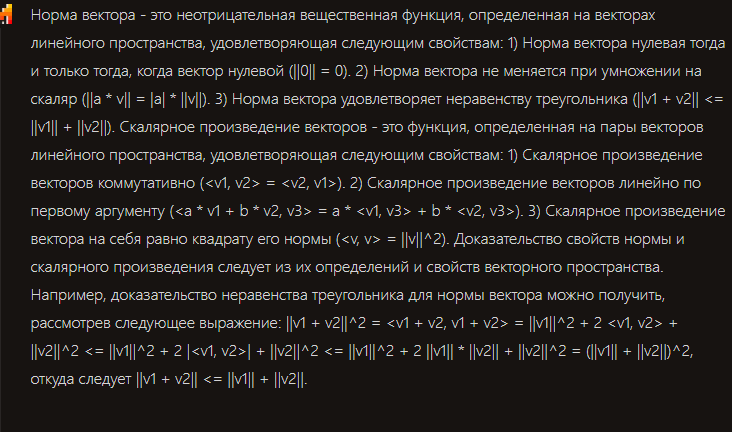 Норма вектора - это неотрицательная вещественная функция, определенная на векторах
линейного пространства, удовлетворяющая следующим свойствам: 1) Норма вектора нулевая тогда
и только тогда, когда вектор нулевой (||0|| = 0). 2) Норма вектора не меняется при умножении на
скаляр (||a * v|| = |a| * ||v||). 3) Норма вектора удовлетворяет неравенству треугольника (||v1 + v2|| <=
||v1|| + ||v2||). Скалярное произведение векторов - это функция, определенная на пары векторов
линейного пространства, удовлетворяющая следующим свойствам: 1) Скалярное произведение
векторов коммутативно (<v1, v2> = <v2, v1>). 2) Скалярное произведение векторов линейно по
первому аргументу (<a * v1 + b * v2, v3> = a * <v1, v3> + b * <v2, v3>). 3) Скалярное произведение
вектора на себя равно квадрату его нормы (<v, v> = ||v||^2). Доказательство свойств нормы и
скалярного произведения следует из их определений и свойств векторного пространства.
Например, доказательство неравенства треугольника для нормы вектора можно получить,
рассмотрев следующее выражение: ||v1 + v2||^2 = <v1 + v2, v1 + v2> = ||v1||^2 + 2 <v1, v2> +
||v2||^2 <= ||v1||^2 + 2 |<v1, v2>| + ||v2||^2 <= ||v1||^2 + 2 ||v1|| * ||v2|| + ||v2||^2 = (||v1|| + ||v2||)^2,
откуда следует ||v1 + v2|| <= ||v1|| + ||v2||.